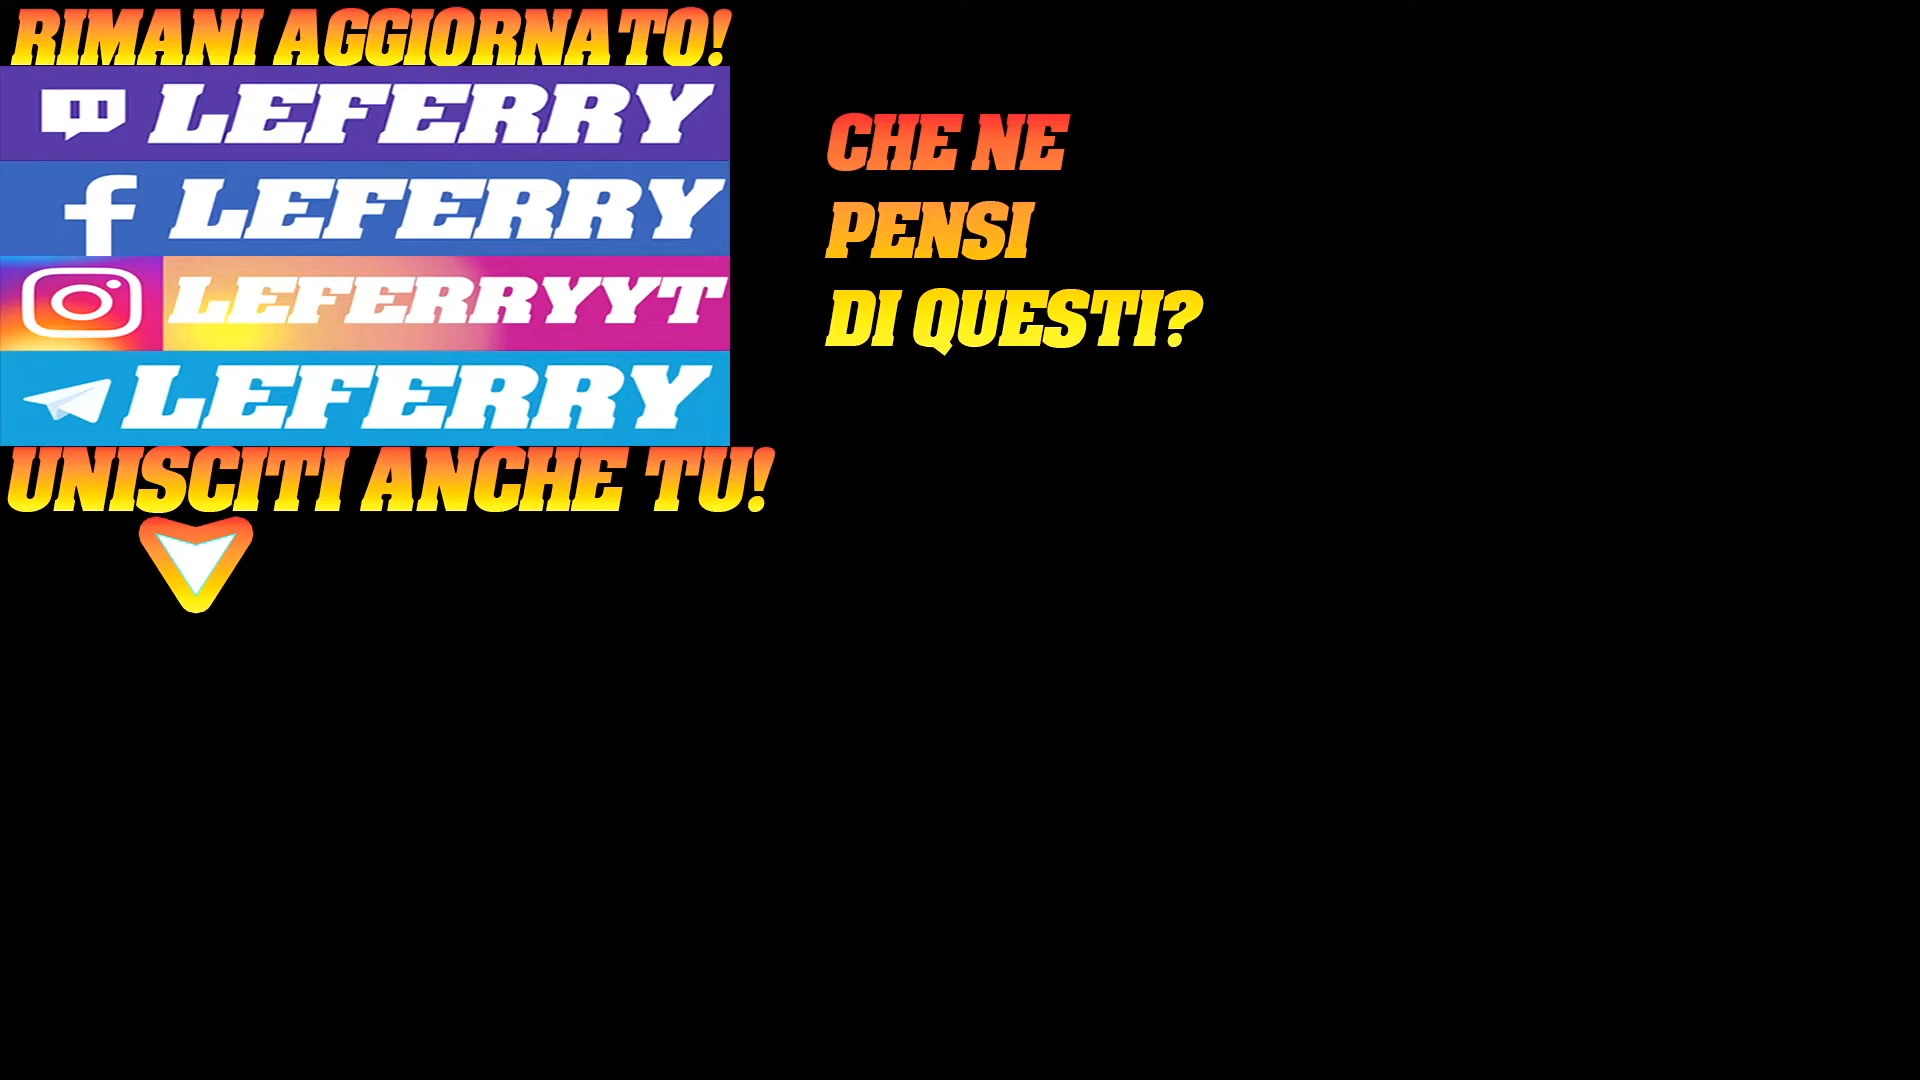 RIMANI AGGIORNATO!
LEFERRY
LEFERRY
LEFERRYYT
LEFERRY
UNISCITI ANCHE TU!
CHE NE
PENSI
DI QUESTI?